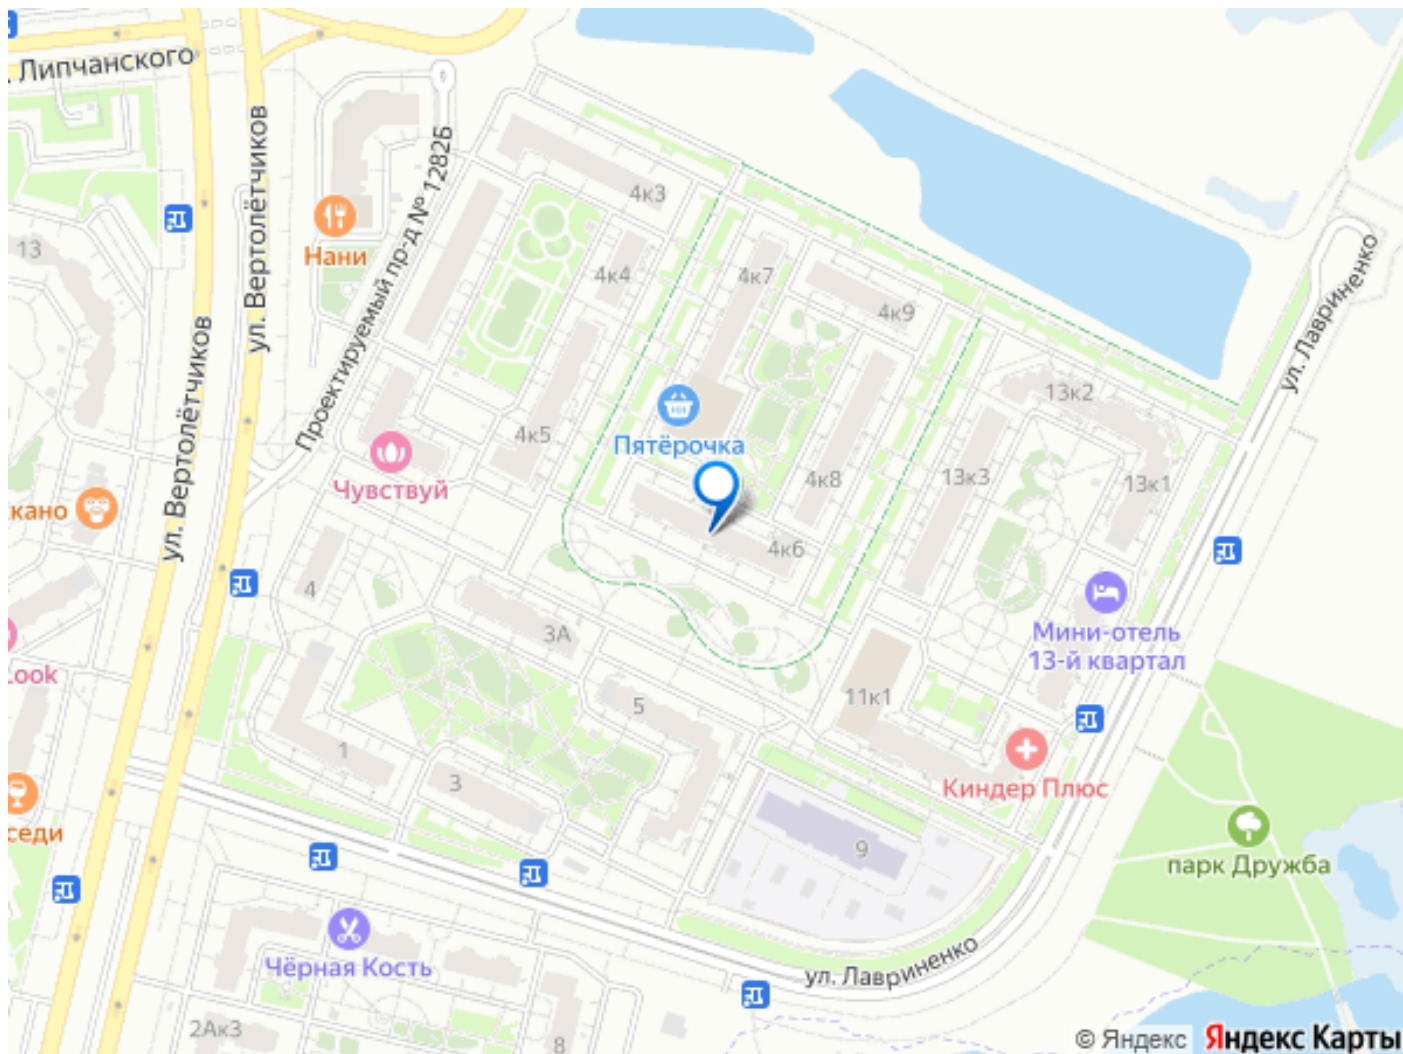 . Липчанского
ул. Вертолётчиков
Проектируемый пр-д № 1282Б
4к3
13
Нани
4к4
4к7
4к9
ул. Лавриненко
ул. Вертолётчиков
13к2
Пятёрочка
4к5
Чувствуй
4к8
13к3
13к1
кано
4к6
4
3А
Мини-отель
13-й квартал
Look
5
11к1
1
3
Киндер Плюс
седи
9
парк Дружба
Чёрная Кость
ул. Лавриненко
2Ак3
8
© Яндекс Яндекс Карты